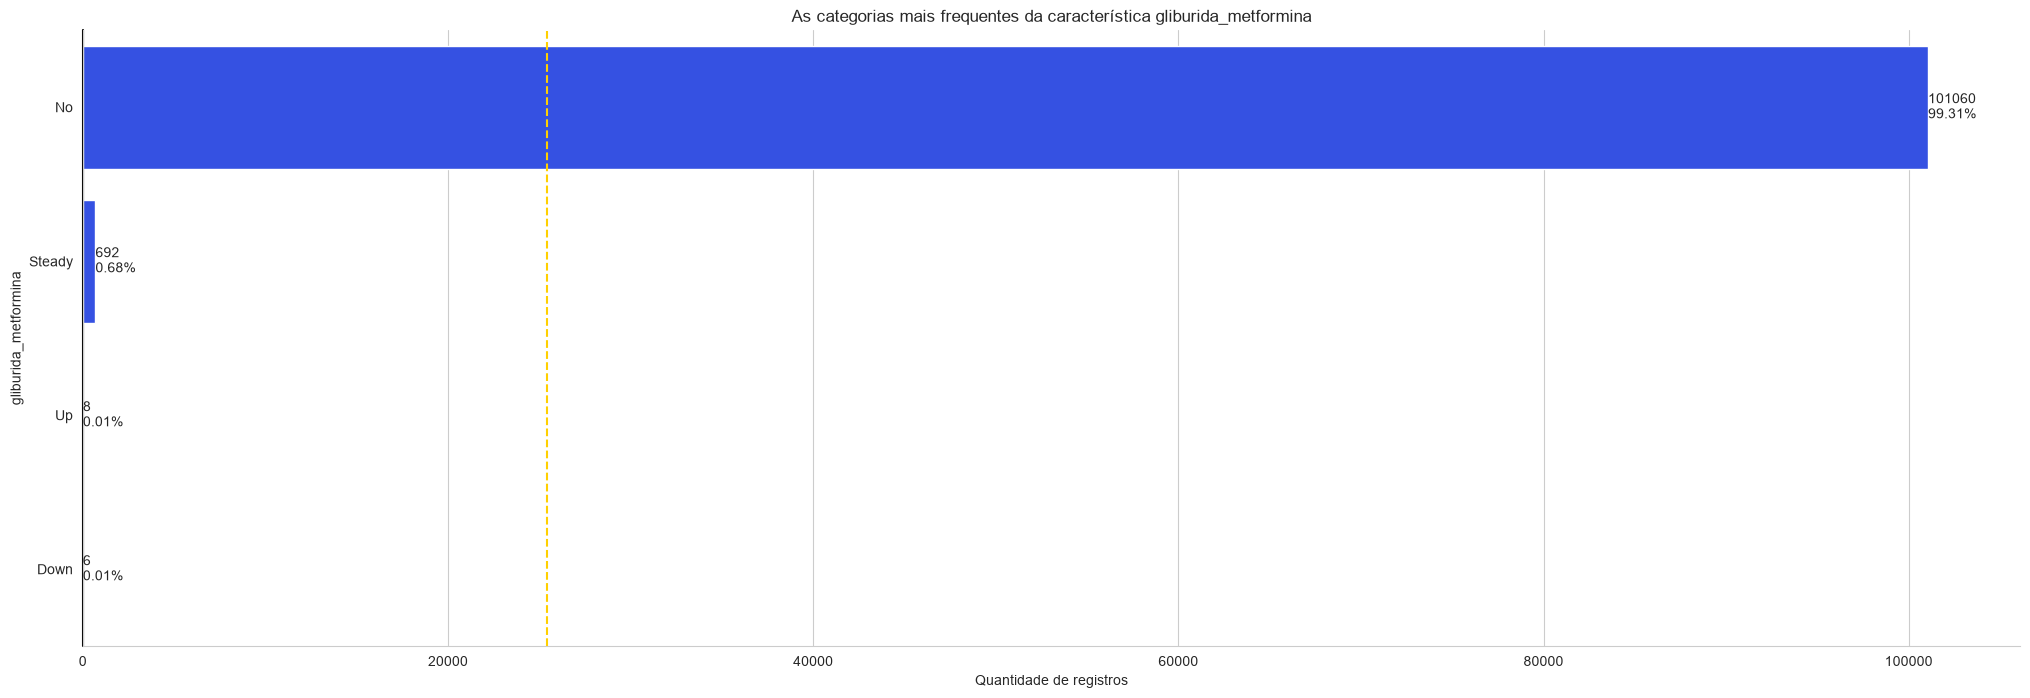 As categorias mais frequentes da característica gliburida_metformina
gliburida_metformina
No
101060
99.31%
Steady
692
0.68%
Up
8
0.01%
Down
6
0.01%
0
20000
40000
60000
80000
100000
Quantidade de registros